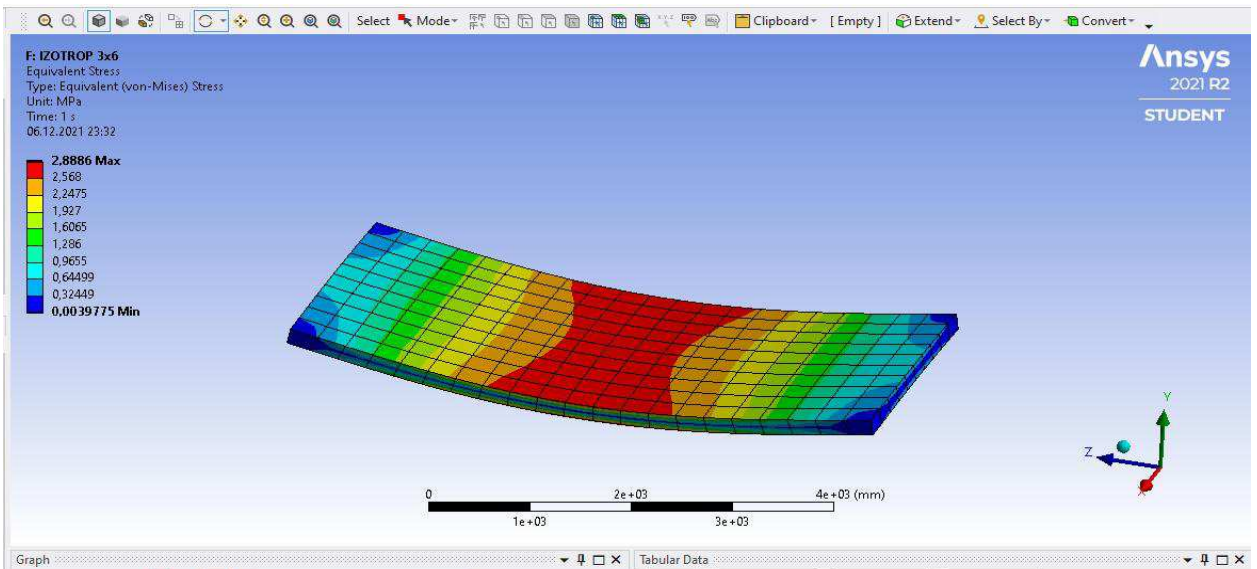 Select Mode Clipboard [ Empty ] Extend Select By Convert
F: IZOTROP 3x6
Equivalent Stress
Type: Equivalent (von-Mises) Stress
Unit: MPa
Time: 1 s
06.12.2021 23:32
2,8886 Max
2,568
2,2475
1,927
1,6065
1,286
0,9655
0,64499
0,32449
0,0039775 Min
Ansys
2021 R2
STUDENT
Y
Z
X
0 2e+03 4e+03 (mm)
1e+03 3e+03
Graph Tabular Data